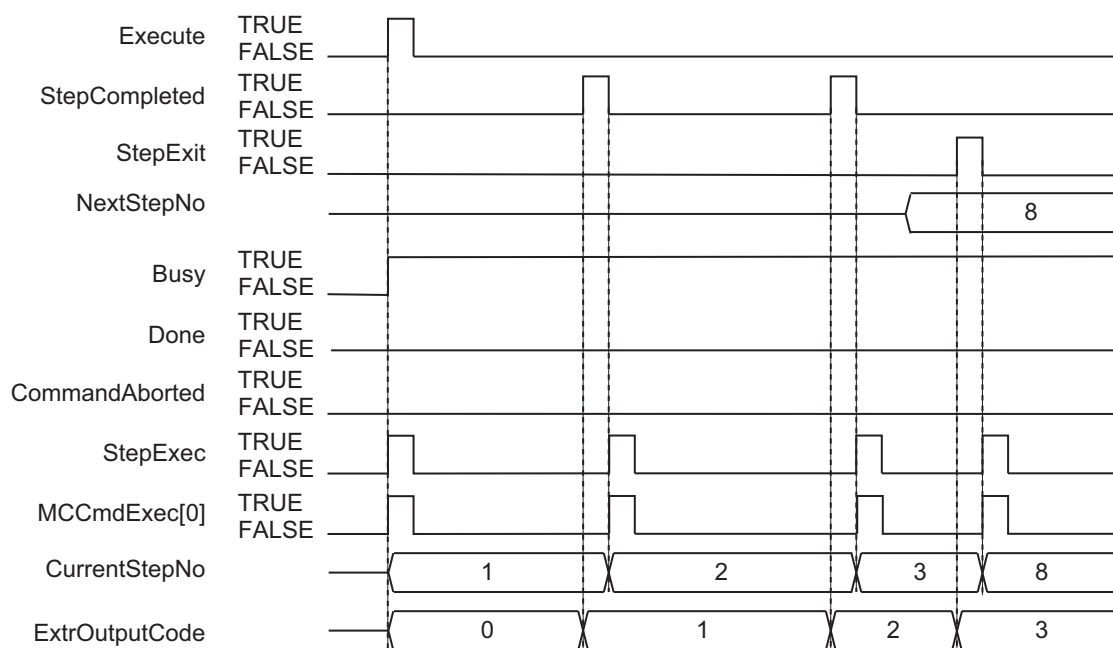 Execute TRUE
FALSE
StepCompleted TRUE
FALSE
StepExit TRUE
FALSE
NextStepNo 8
Busy TRUE
FALSE
Done TRUE
FALSE
CommandAborted TRUE
FALSE
StepExec TRUE
FALSE
MCCmdExec[0] TRUE
FALSE
CurrentStepNo 1 2 3 8
ExtrOutputCode 0 1 2 3